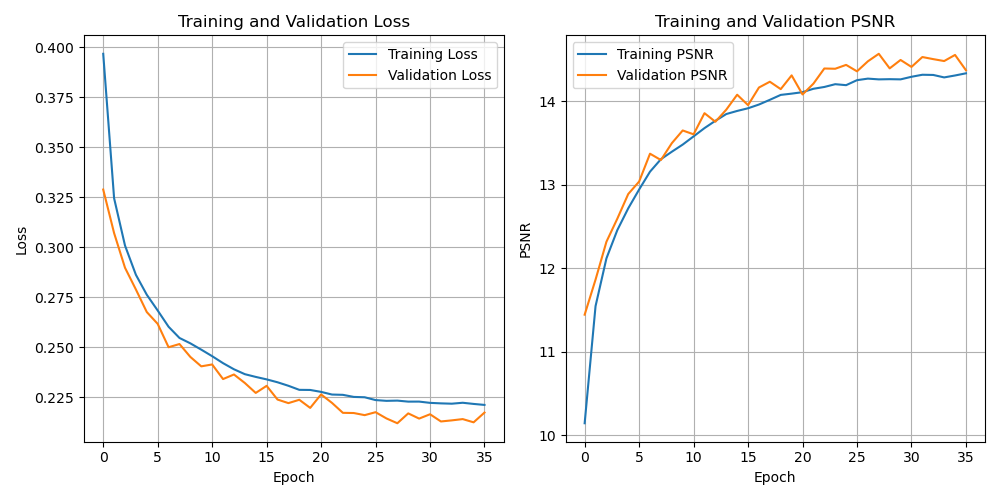 Training and Validation Loss
Training Loss
Validation Loss
0.400
0.375
0.350
0.325
0.300
0.275
0.250
0.225
Loss
0 5 10 15 20 25 30 35
Epoch
Training and Validation PSNR
Training PSNR
Validation PSNR
14
13
12
11
10
PSNR
0 5 10 15 20 25 30 35
Epoch